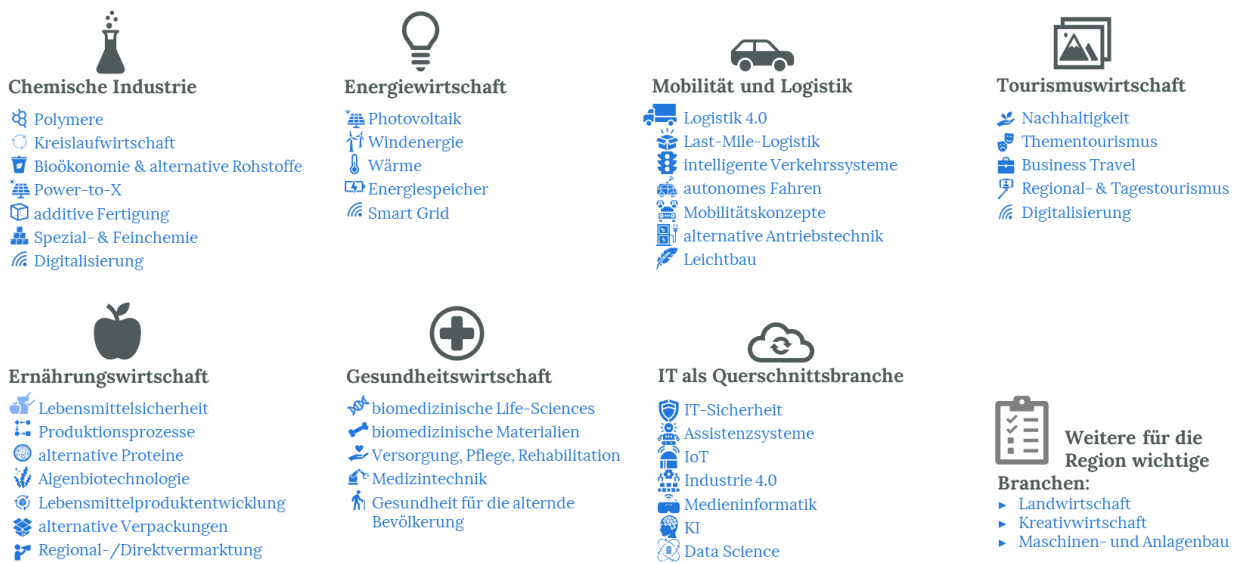 Chemische Industrie
Polymere
Kreislaufwirtschaft
Bioökonomie & alternative Rohstoffe
Power-to-X
additive Fertigung
Spezial- & Feinchemie
Digitalisierung
Energiewirtschaft
Photovoltaik
Windenergie
Wärme
Energiespeicher
Smart Grid
Mobilität und Logistik
Logistik 4.0
Last-Mile-Logistik
intelligente Verkehrssysteme
autonomes Fahren
Mobilitätskonzepte
alternative Antriebstechnik
Leichtbau
Tourismuswirtschaft
Nachhaltigkeit
Thementourismus
Business Travel
Regional- & Tagestourismus
Digitalisierung
Ernährungswirtschaft
Lebensmittelsicherheit
Produktionsprozesse
alternative Proteine
Algenbiotechnologie
Lebensmittelproduktentwicklung
alternative Verpackungen
Regional-/Direktvermarktung
Gesundheitswirtschaft
biomedizinische Life-Sciences
biomedizinische Materialien
Versorgung, Pflege, Rehabilitation
Medizintechnik
Gesundheit für die alternde
Bevölkerung
IT als Querschnittsbranche
IT-Sicherheit
Assistenzsysteme
IoT
Industrie 4.0
Medieninformatik
KI
Data Science
Weitere für die
Region wichtige
Branchen:
► Landwirtschaft
► Kreativwirtschaft
► Maschinen- und Anlagenbau